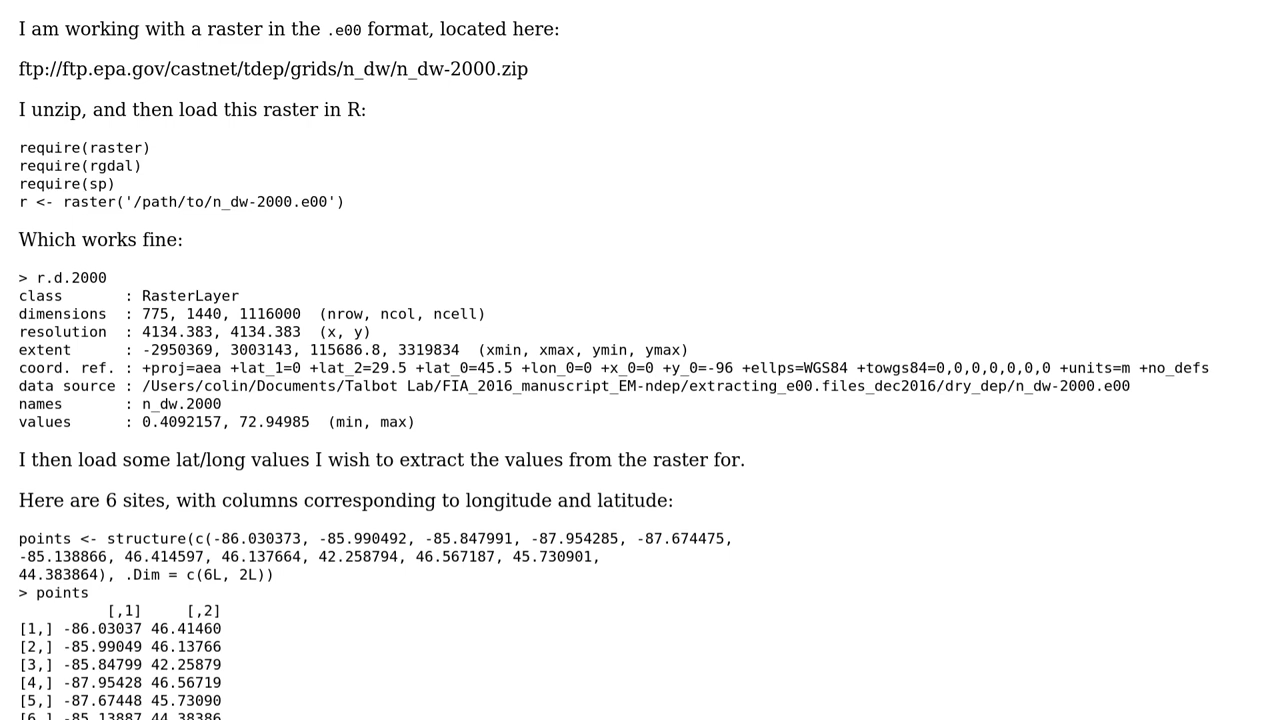 I am working with a raster in the .e00 format, located here:
ftp://ftp.epa.gov/castnet/tdep/grids/n_dw/n_dw-2000.zip
I unzip, and then load this raster in R:
require(raster)
require(rgdal)
require(sp)
r <- raster('/path/to/n_dw-2000.e00')
Which works fine:
> r.d.2000
class       : RasterLayer
dimensions  : 775, 1440, 1116000  (nrow, ncol, ncell)
resolution  : 4134.383, 4134.383  (x, y)
extent      : -2950369, 3003143, 115686.8, 3319834  (xmin, xmax, ymin, ymax)
coord. ref. : +proj=aea +lat_1=0 +lat_2=29.5 +lat_0=45.5 +lon_0=0 +x_0=0 +y_0=-96 +ellps=WGS84 +towgs84=0,0,0,0,0,0,0 +units=m +no_defs
data source : /Users/colin/Documents/Talbot Lab/FIA_2016_manuscript_EM-ndep/extracting_e00.files_dec2016/dry_dep/n_dw-2000.e00
names       : n_dw.2000
values      : 0.4092157, 72.94985  (min, max)
I then load some lat/long values I wish to extract the values from the raster for.
Here are 6 sites, with columns corresponding to longitude and latitude:
points <- structure(c(-86.030373, -85.990492, -85.847991, -87.954285, -87.674475,
-85.138866, 46.414597, 46.137664, 42.258794, 46.567187, 45.730901,
44.383864), .Dim = c(6L, 2L))
> points
          [,1]     [,2]
[1,] -86.03037 46.41460
[2,] -85.99049 46.13766
[3,] -85.84799 42.25879
[4,] -87.95428 46.56719
[5,] -87.67448 45.73090
[6,] -85.13887 44.38386